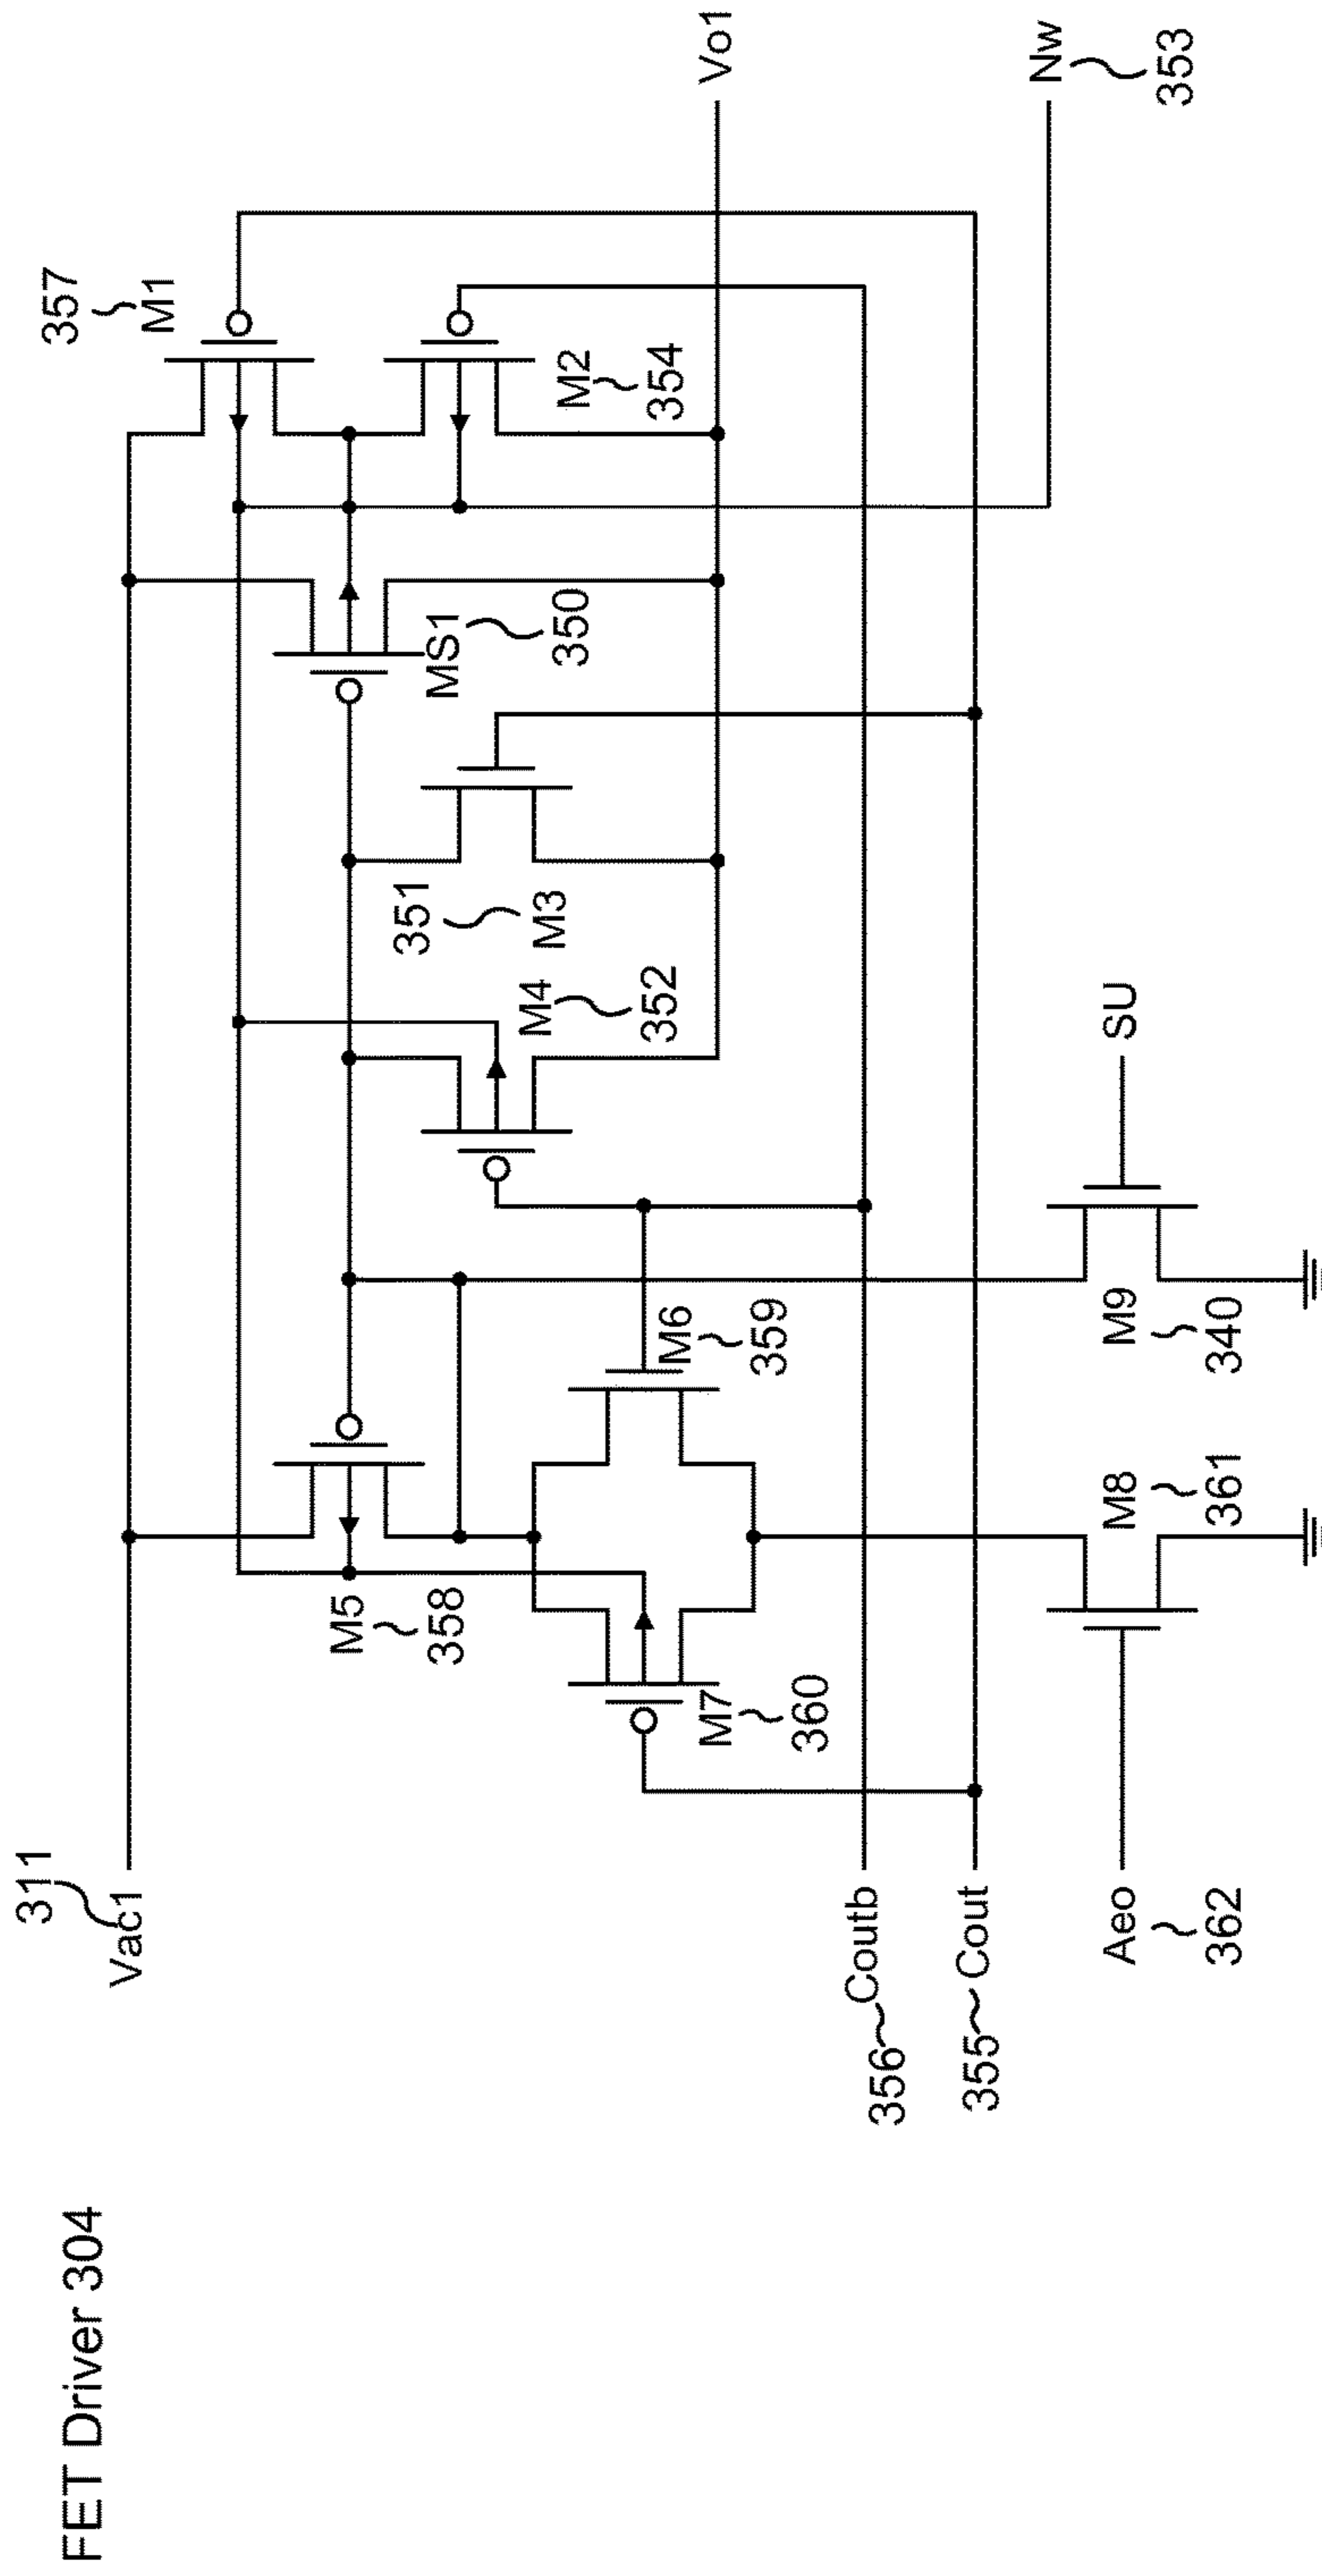 FET Driver 304
311
Vac1
356
Coutb
355
Cout
Aeo
362
M5
358
M7
360
M6
359
M8
361
M9
340
SU
M4
352
351
M3
MS1
350
357
M1
M2
354
Vo1
Nw
353